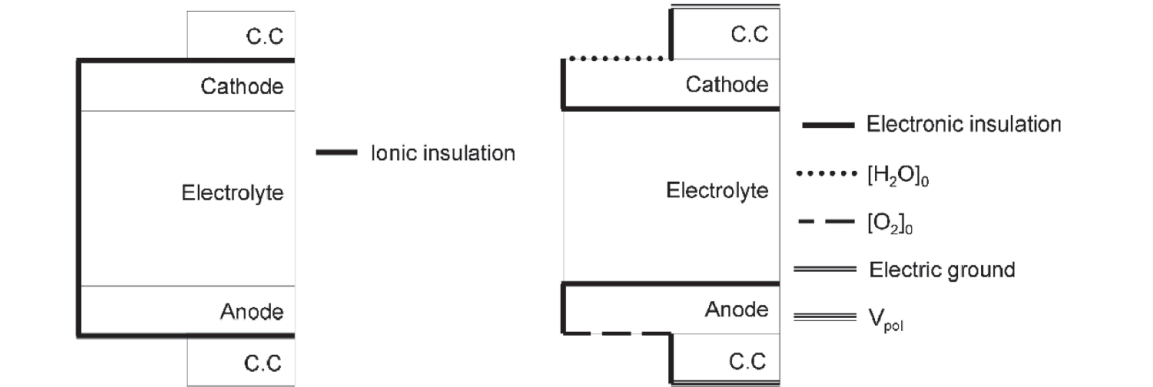 C.C
Cathode
Electrolyte
Anode
C.C
Ionic insulation
C.C
Cathode
Electrolyte
Anode
C.C
Electronic insulation
[H₂O]₀
[O₂]₀
Electric ground
Vpol